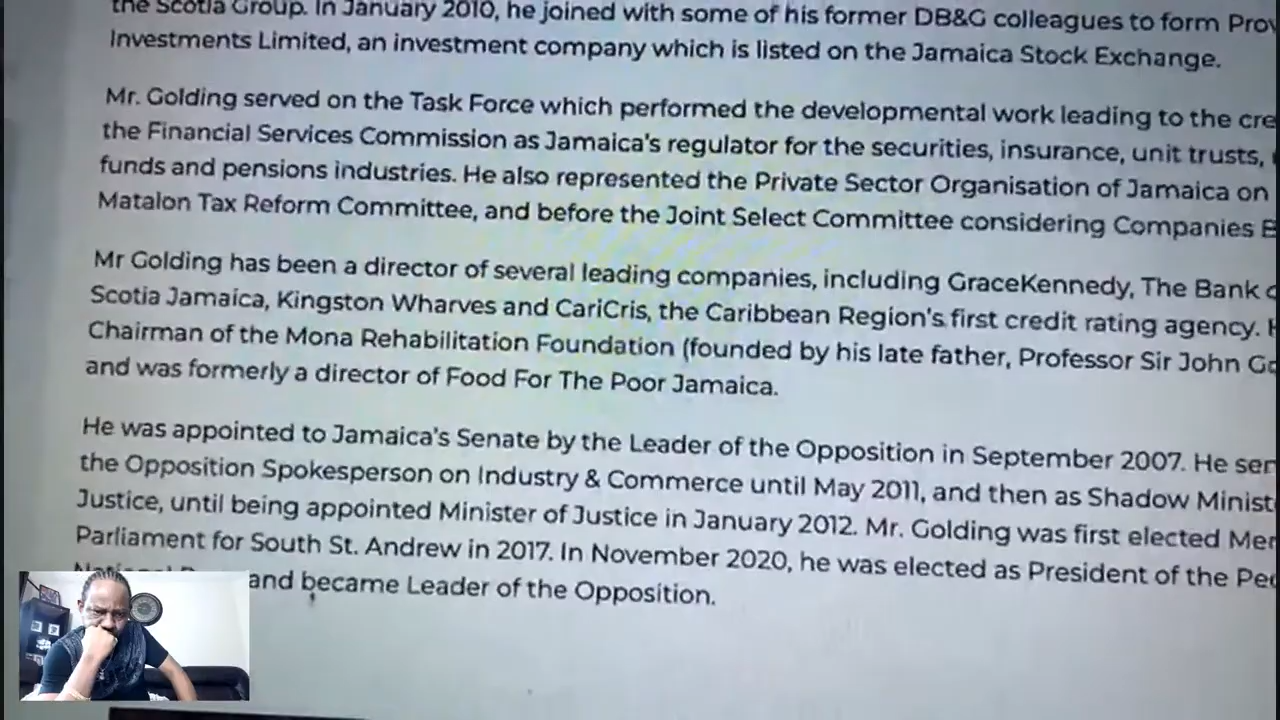 the Scotia Group. In January 2010, he joined with some of his former DB&G colleagues to form
Investments Limited, an investment company which is listed on the Jamaica Stock Exchange.
Mr. Golding served on the Task Force which performed the developmental work leading to the
the Financial Services Commission as Jamaica's regulator for the securities, insurance, unit trusts,
funds and pensions industries. He also represented the Private Sector Organisation of Jamaica on
Matalon Tax Reform Committee, and before the Joint Select Committee considering Companies
Mr Golding has been a director of several leading companies, including GraceKennedy, The Bank
Scotia Jamaica, Kingston Wharves and CariCris, the Caribbean Region's first credit rating agency.
Chairman of the Mona Rehabilitation Foundation (founded by his late father, Professor Sir John
and was formerly a director of Food For The Poor Jamaica.
He was appointed to Jamaica's Senate by the Leader of the Opposition in September 2007. He
the Opposition Spokesperson on Industry & Commerce until May 2011, and then as Shadow
Justice, until being appointed Minister of Justice in January 2012. Mr. Golding was first elected
Parliament for South St. Andrew in 2017. In November 2020, he was elected as President of the
and became Leader of the Opposition.